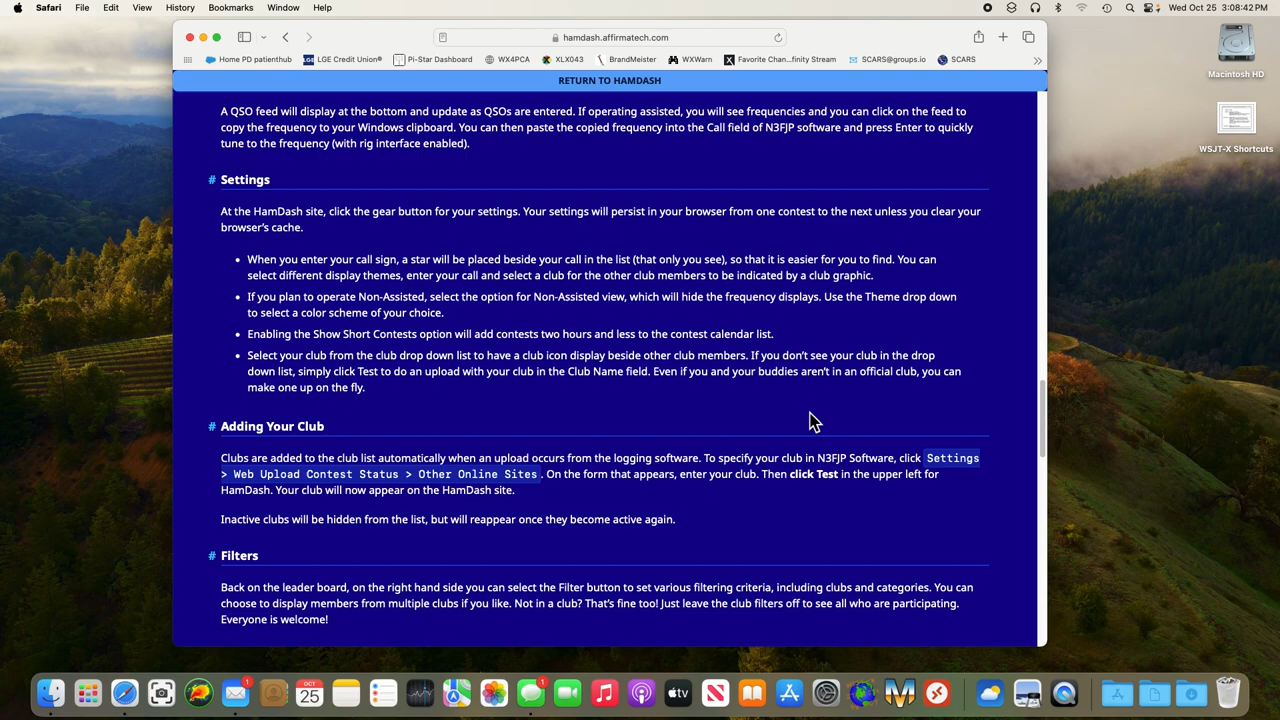 Safari File Edit View History Bookmarks Window Help Wed Oct 25 3:08:42 PM
hamdash.affirmatech.com
Home PD patienthub LGE Credit Union® Pi-Star Dashboard WX4PCA XLX043 BrandMeister WXWarn Favorite Chan...finity Stream SCARS@groups.io SCARS
RETURN TO HAMDASH
A QSO feed will display at the bottom and update as QSOs are entered. If operating assisted, you will see frequencies and you can click on the feed to
copy the frequency to your Windows clipboard. You can then paste the copied frequency into the Call field of N3FJP software and press Enter to quickly
tune to the frequency (with rig interface enabled).
# Settings
At the HamDash site, click the gear button for your settings. Your settings will persist in your browser from one contest to the next unless you clear your
browser's cache.
• When you enter your call sign, a star will be placed beside your call in the list (that only you see), so that it is easier for you to find. You can
select different display themes, enter your call and select a club for the other club members to be indicated by a club graphic.
• If you plan to operate Non-Assisted, select the option for Non-Assisted view, which will hide the frequency displays. Use the Theme drop down
to select a color scheme of your choice.
• Enabling the Show Short Contests option will add contests two hours and less to the contest calendar list.
• Select your club from the club drop down list to have a club icon display beside other club members. If you don't see your club in the drop
down list, simply click Test to do an upload with your club in the Club Name field. Even if you and your buddies aren't in an official club, you can
make one up on the fly.
# Adding Your Club
Clubs are added to the club list automatically when an upload occurs from the logging software. To specify your club in N3FJP Software, click Settings
> Web Upload Contest Status > Other Online Sites. On the form that appears, enter your club. Then click Test in the upper left for
HamDash. Your club will now appear on the HamDash site.
Inactive clubs will be hidden from the list, but will reappear once they become active again.
# Filters
Back on the leader board, on the right hand side you can select the Filter button to set various filtering criteria, including clubs and categories. You can
choose to display members from multiple clubs if you like. Not in a club? That's fine too! Just leave the club filters off to see all who are participating.
Everyone is welcome!
Macintosh HD
WSJT-X Shortcuts
OCT
25
1
1
tv